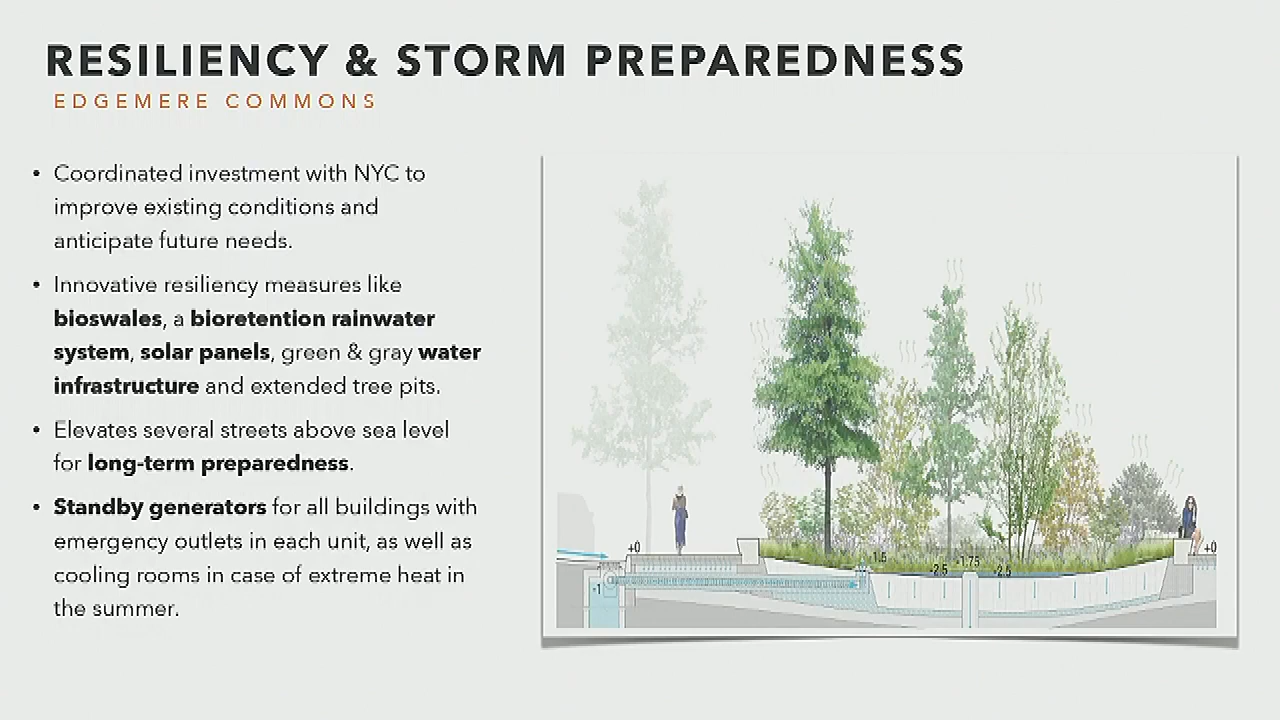 RESILIENCY & STORM PREPAREDNESS
EDGEMERE COMMONS
• Coordinated investment with NYC to
improve existing conditions and
anticipate future needs.
• Innovative resiliency measures like
bioswales, a bioretention rainwater
system, solar panels, green & gray water
infrastructure and extended tree pits.
• Elevates several streets above sea level
for long-term preparedness.
• Standby generators for all buildings with
emergency outlets in each unit, as well as
cooling rooms in case of extreme heat in
the summer.
+0
-1
-1.5
-2.5
-1.75
-2.5
+0